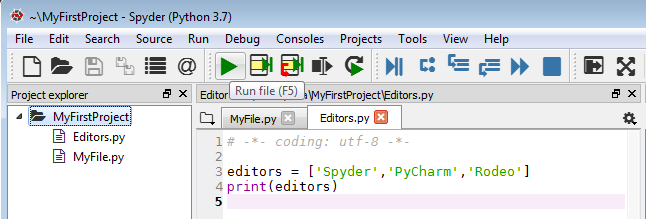 ~\MyFirstProject - Spyder (Python 3.7)
File Edit Search Source Run Debug Consoles Projects Tools View Help
@
Project explorer
Run file (F5)
\MyFirstProject\Editors.py
MyFirstProject
Editors.py
MyFile.py
MyFile.py Editors.py
1 # -*- coding: utf-8 -*-
2
3 editors = ['Spyder','PyCharm','Rodeo']
4 print(editors)
5